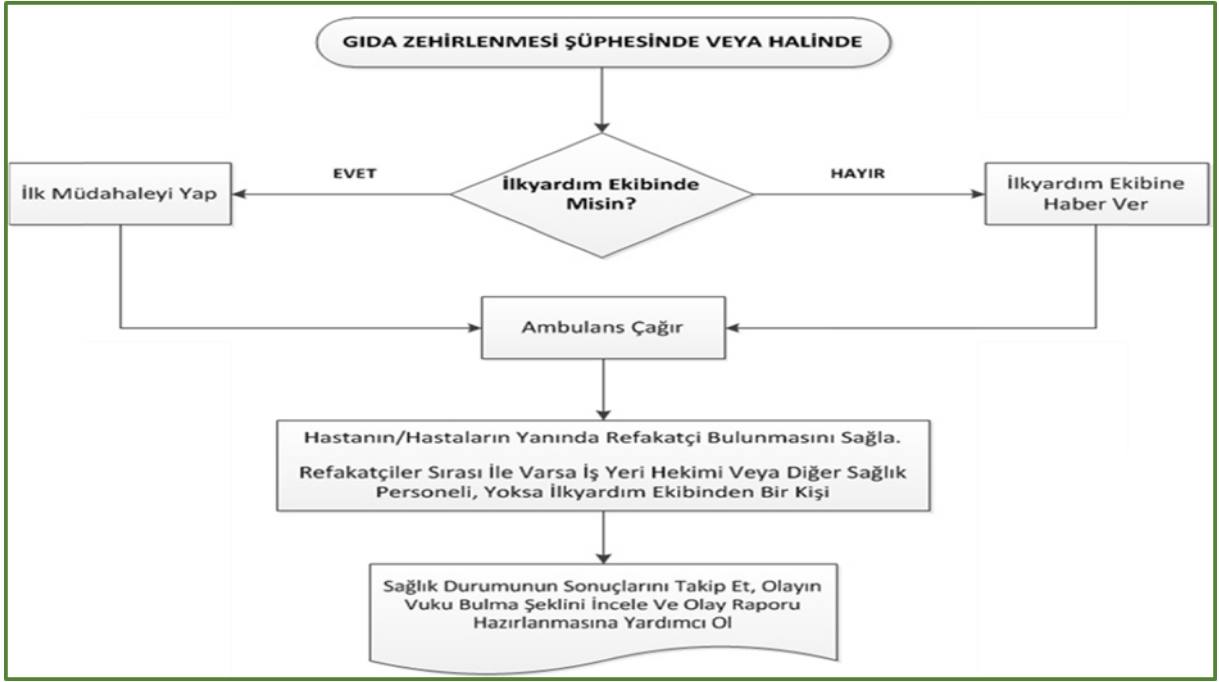 GIDA ZEHİRLENMESİ ŞÜPHESİNDE VEYA HALİNDE
İlkyardım Ekibinde
Misin?
EVET
HAYIR
İlk Müdahaleyi Yap
İlkyardım Ekibine
Haber Ver
Ambulans Çağır
Hastanın/Hastaların Yanında Refakatçi Bulunmasını Sağla.
Refakatçiler Sırası İle Varsa İş Yeri Hekimi Veya Diğer Sağlık
Personeli, Yoksa İlkyardım Ekibinden Bir Kişi
Sağlık Durumunun Sonuçlarını Takip Et, Olayın
Vuku Bulma Şeklini İncele Ve Olay Raporu
Hazırlanmasına Yardımcı Ol